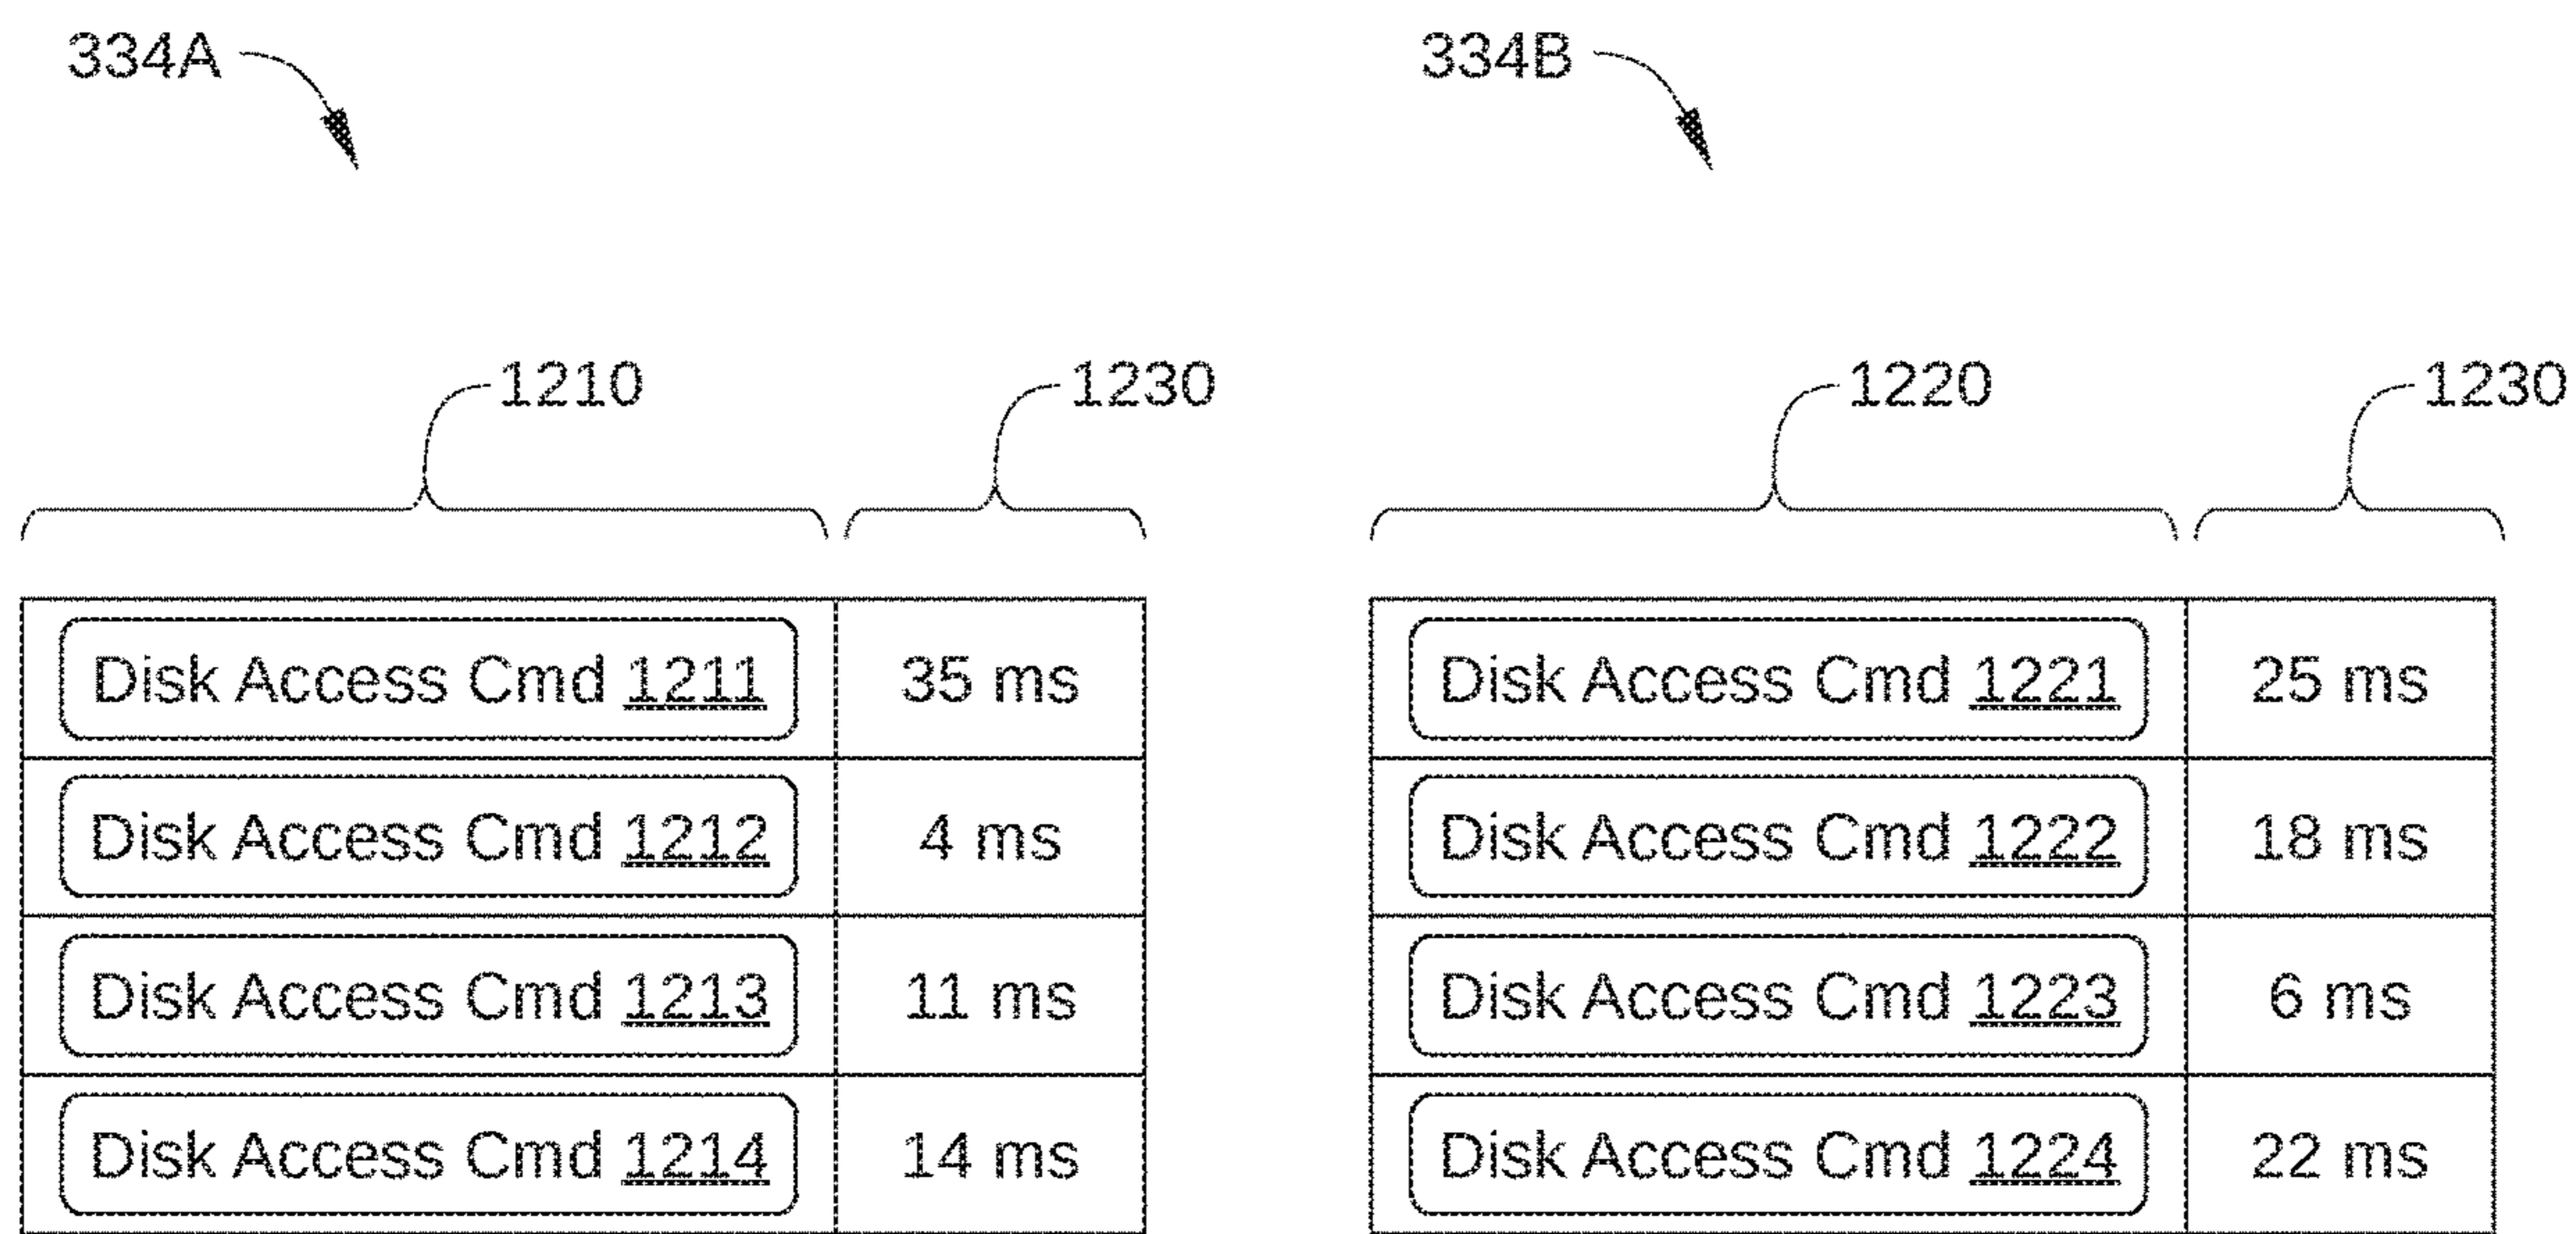 334A 334B
1210 1230 1220 1230
Disk Access Cmd 1211 35 ms Disk Access Cmd 1221 25 ms
Disk Access Cmd 1212 4 ms Disk Access Cmd 1222 18 ms
Disk Access Cmd 1213 11 ms Disk Access Cmd 1223 6 ms
Disk Access Cmd 1214 14 ms Disk Access Cmd 1224 22 ms